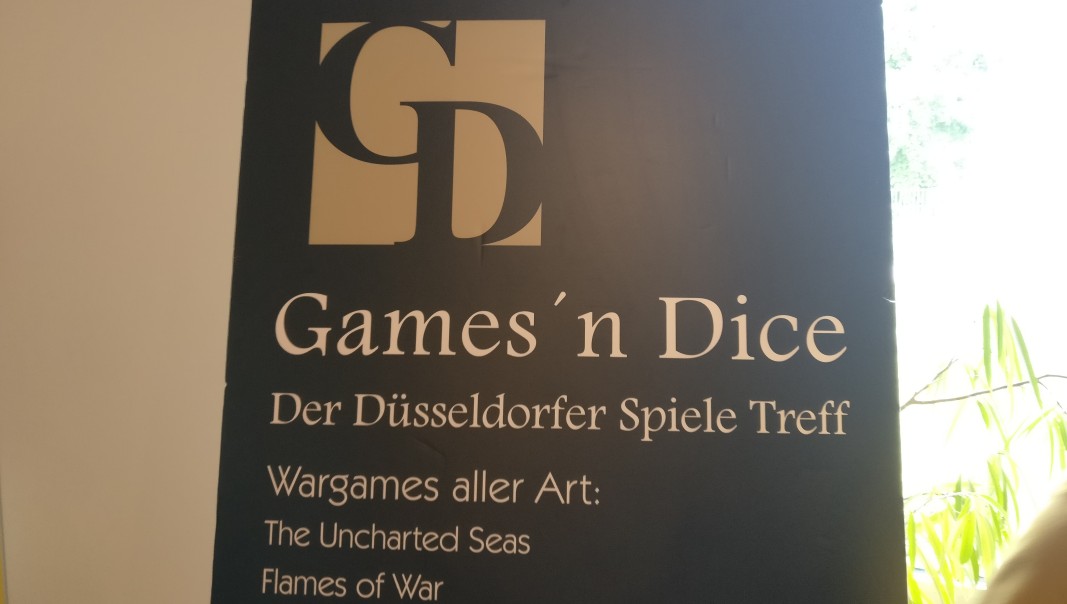 GD
Games´n Dice
Der Düsseldorfer Spiele Treff
Wargames aller Art:
The Uncharted Seas
Flames of War